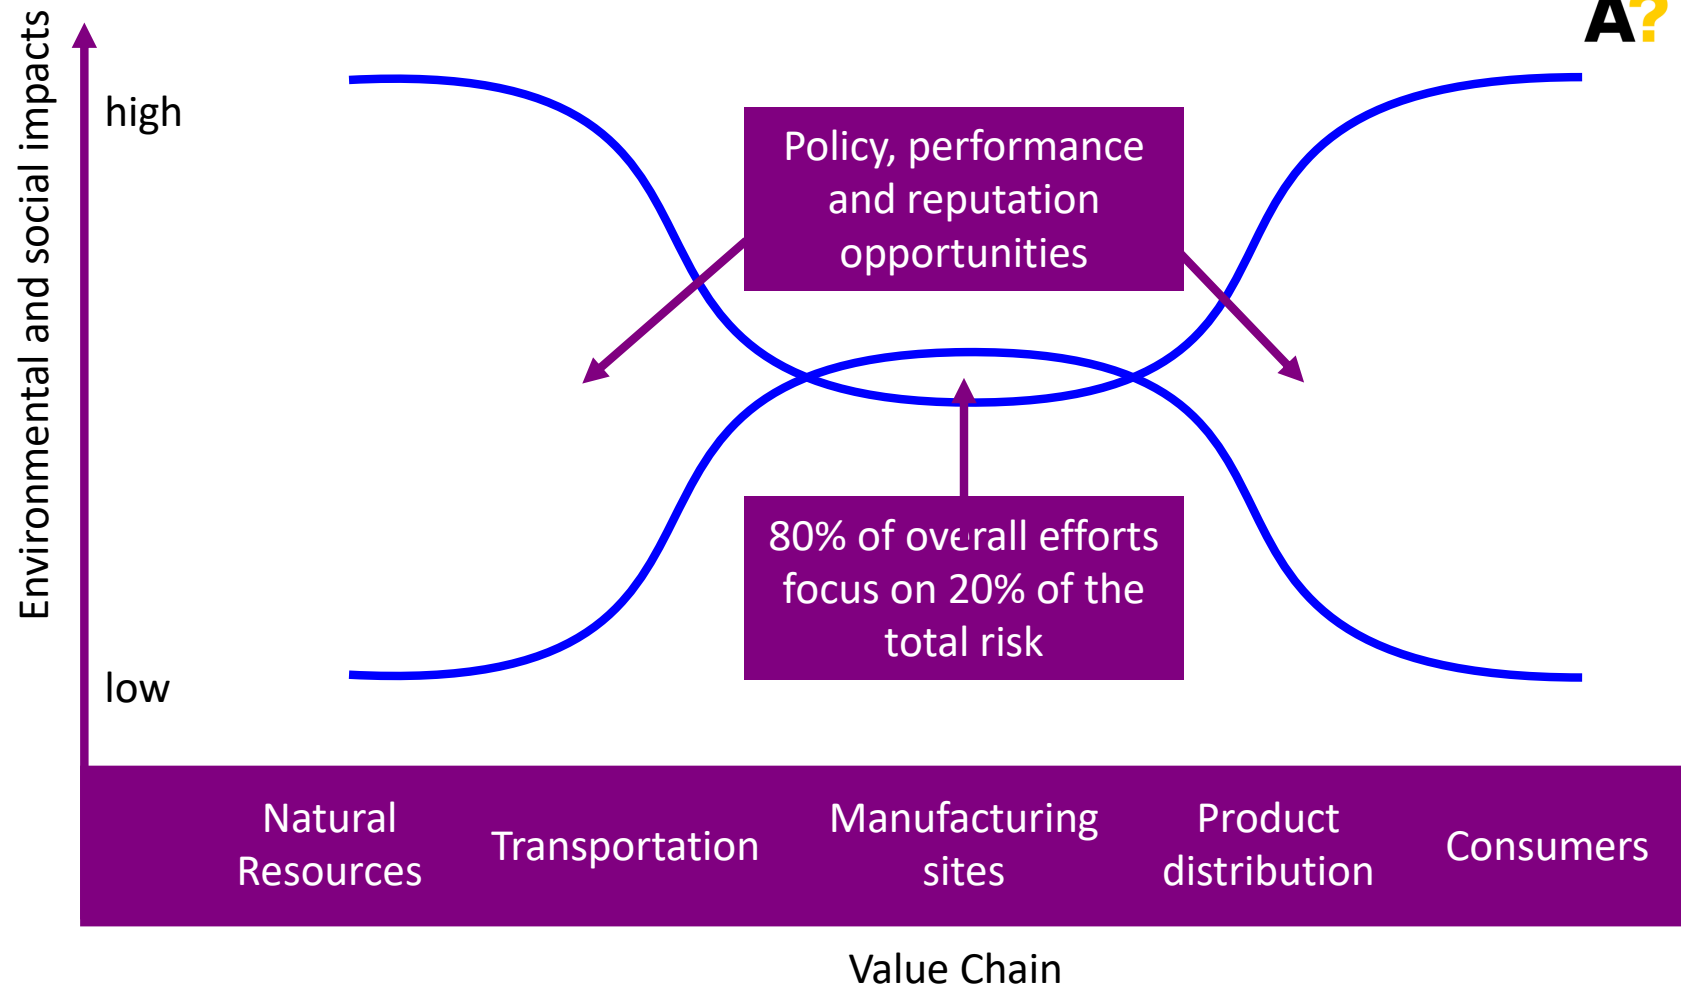 A?
Environmental and social impacts
high
Policy, performance
and reputation
opportunities
80% of overall efforts
focus on 20% of the
total risk
low
Natural
Resources
Transportation
Manufacturing
sites
Product
distribution
Consumers
Value Chain